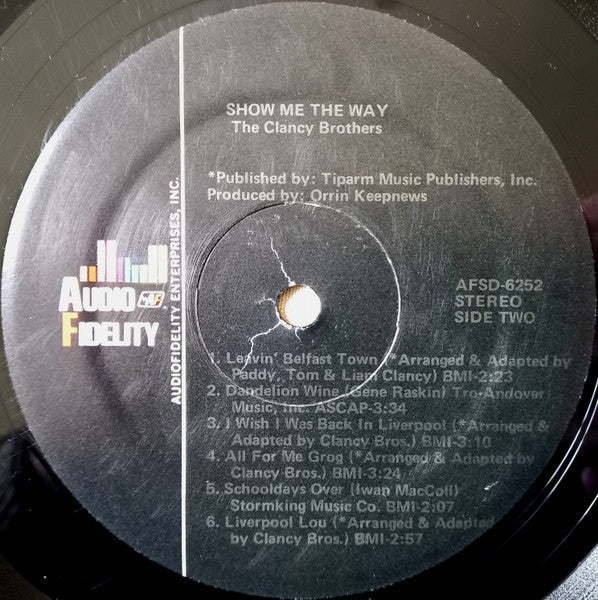 SHOW ME THE WAY
The Clancy Brothers
*Published by: Tiparm Music Publishers, Inc.
Produced by: Orrin Keepnews
AUDIOFIDELITY ENTERPRISES, INC.
AUDIO
FIDELITY
AFSD-6252
STEREO
SIDE TWO
1. Leavin' Belfast Town (*Arranged & Adapted by
Paddy, Tom & Liam Clancy) BMI-2:23
2. Dandelion Wine (Gene Raskin) Tro-Andover
Music, Inc. ASCAP-3:34
3. I Wish I Was Back In Liverpool (*Arranged &
Adapted by Clancy Bros.) BMI-3:10
4. All For Me Grog (*Arranged & Adapted by
Clancy Bros.) BMI-3:24
5. Schooldays Over (Iwan MacColl)
Stormking Music Co. BMI-2:07
6. Liverpool Lou (*Arranged & Adapted
by Clancy Bros.) BMI-2:57